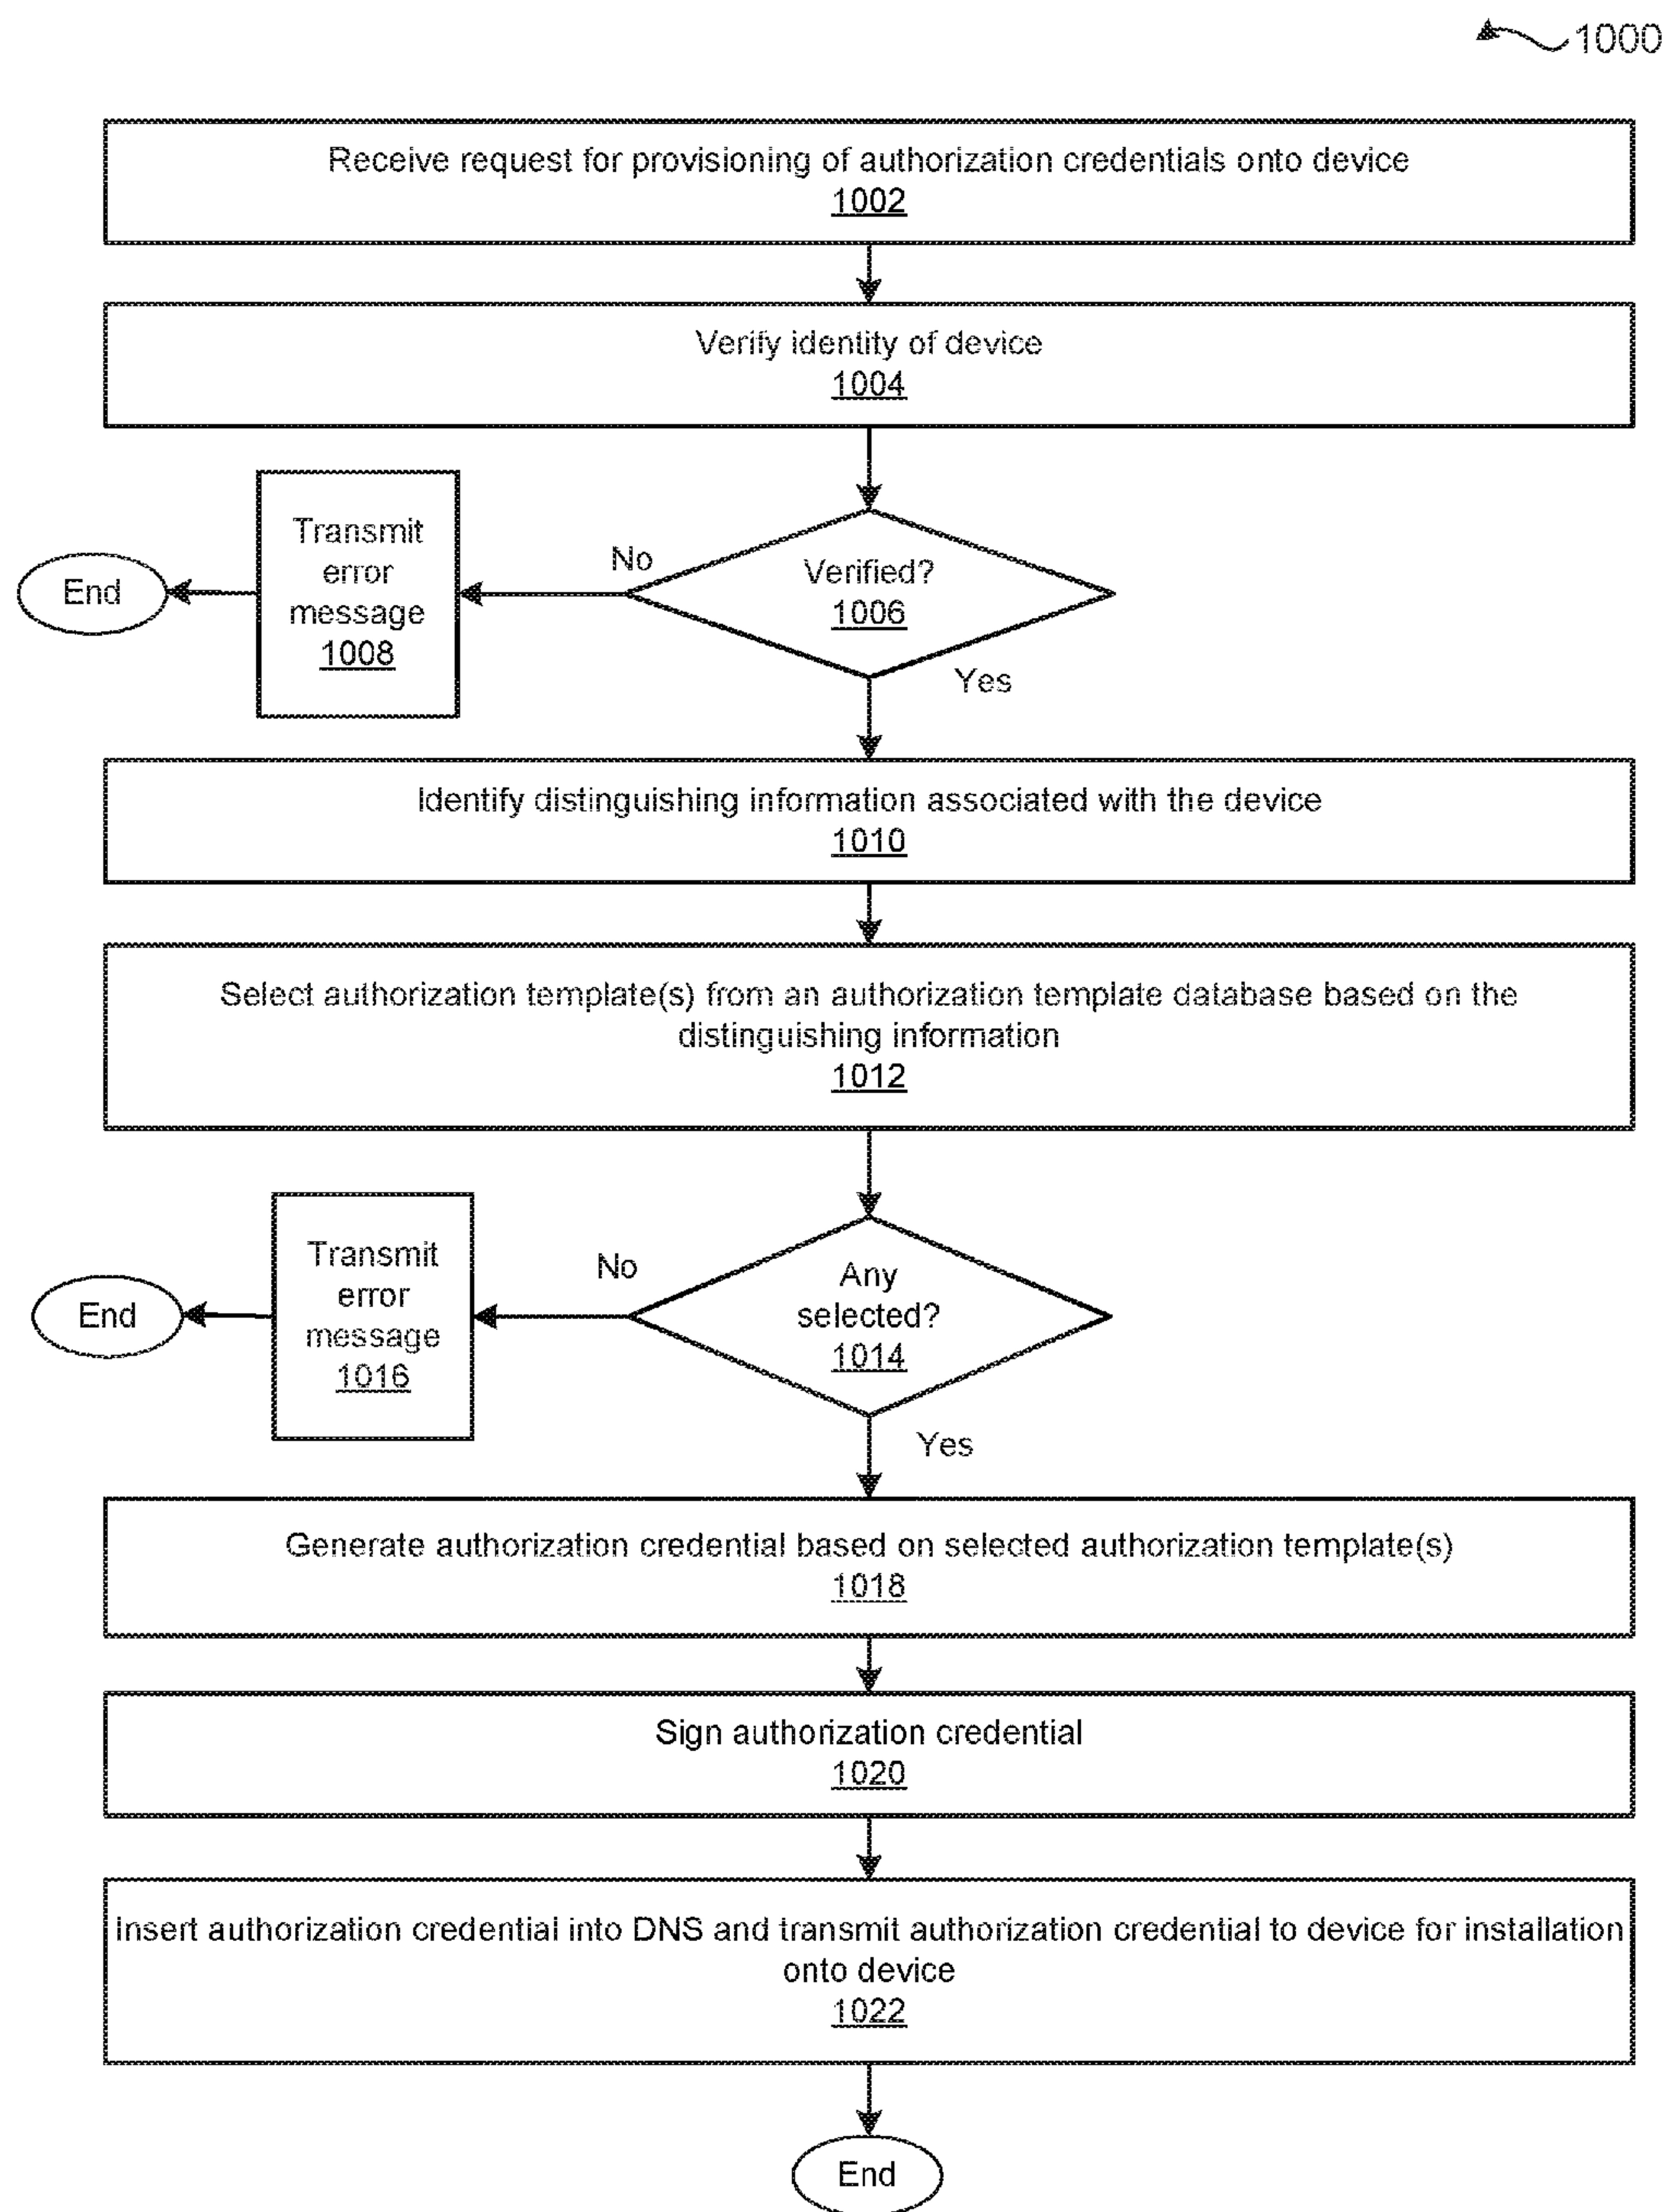 1000
Receive request for provisioning of authorization credentials onto device
1002
Verify identity of device
1004
Transmit
error
message
1008
End
No
Verified?
1006
Yes
Identify distinguishing information associated with the device
1010
Select authorization template(s) from an authorization template database based on the
distinguishing information
1012
Transmit
error
message
1016
End
No
Any
selected?
1014
Yes
Generate authorization credential based on selected authorization template(s)
1018
Sign authorization credential
1020
Insert authorization credential into DNS and transmit authorization credential to device for installation
onto device
1022
End